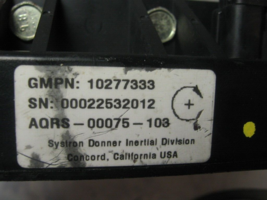 GMPN: 10277333
SN: 00022532012
AQRS-00075-103
Systron Donner Inertial Division
Concord, California USA